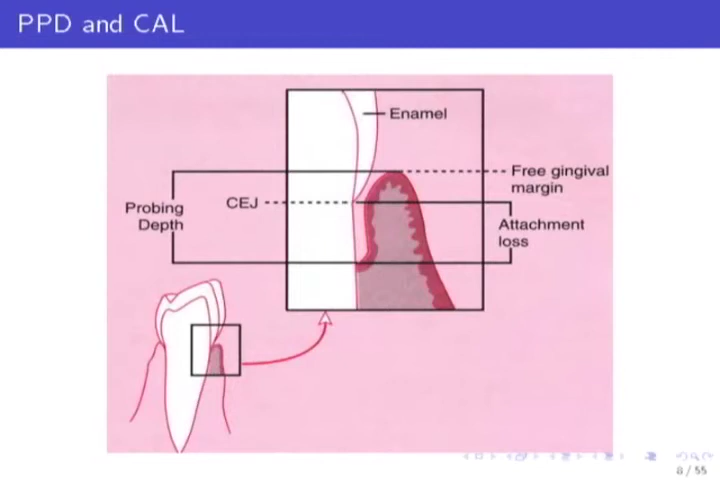 PPD and CAL
Enamel
Free gingival
margin
CEJ
Probing
Depth
Attachment
loss
8 / 55